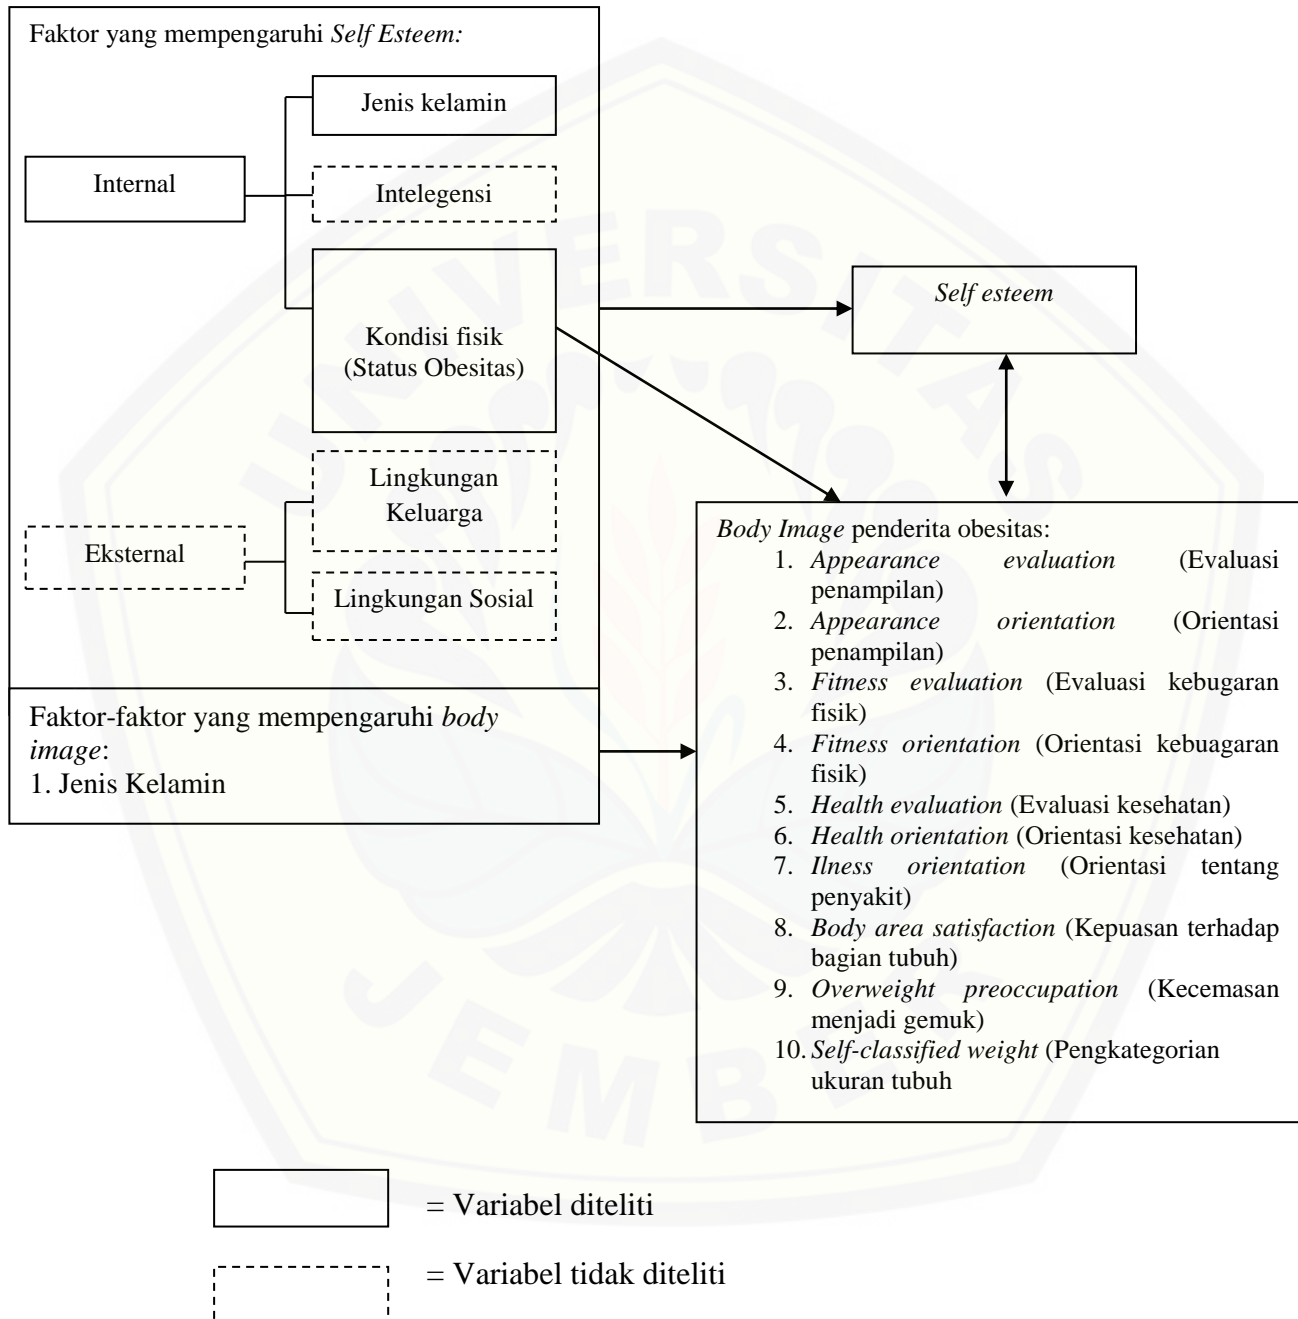 Faktor yang mempengaruhi Self Esteem:
Jenis kelamin
Internal
Intelegensi
Kondisi fisik
(Status Obesitas)
Lingkungan
Keluarga
Eksternal
Lingkungan Sosial
Faktor-faktor yang mempengaruhi body
image:
1. Jenis Kelamin
Self esteem
Body Image penderita obesitas:
1. Appearance evaluation (Evaluasi
penampilan)
2. Appearance orientation (Orientasi
penampilan)
3. Fitness evaluation (Evaluasi kebugaran
fisik)
4. Fitness orientation (Orientasi kebuagaran
fisik)
5. Health evaluation (Evaluasi kesehatan)
6. Health orientation (Orientasi kesehatan)
7. Ilness orientation (Orientasi tentang
penyakit)
8. Body area satisfaction (Kepuasan terhadap
bagian tubuh)
9. Overweight preoccupation (Kecemasan
menjadi gemuk)
10. Self-classified weight (Pengkategorian
ukuran tubuh
= Variabel diteliti
= Variabel tidak diteliti
UNIVERSITAS
JEMBER